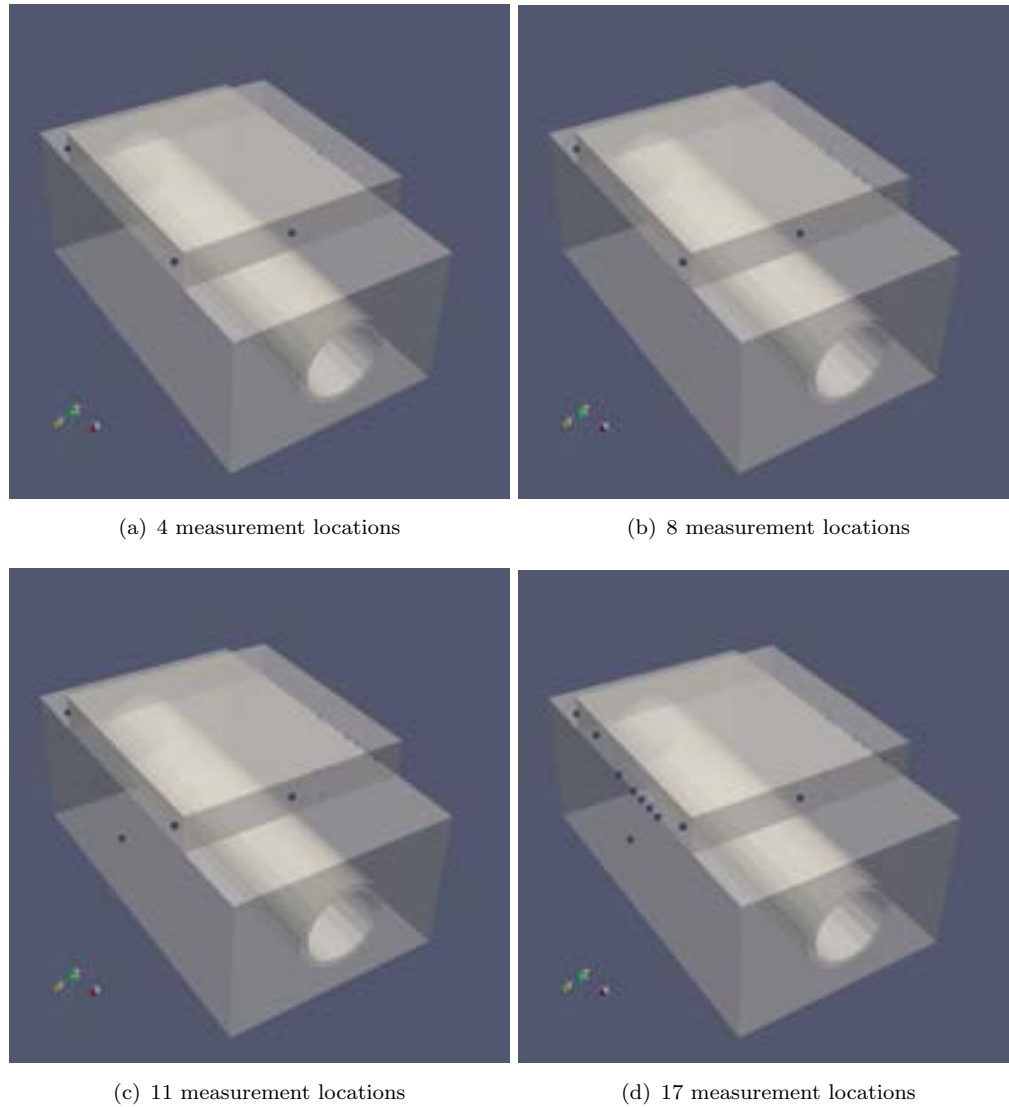 (a) 4 measurement locations
(b) 8 measurement locations
(c) 11 measurement locations
(d) 17 measurement locations